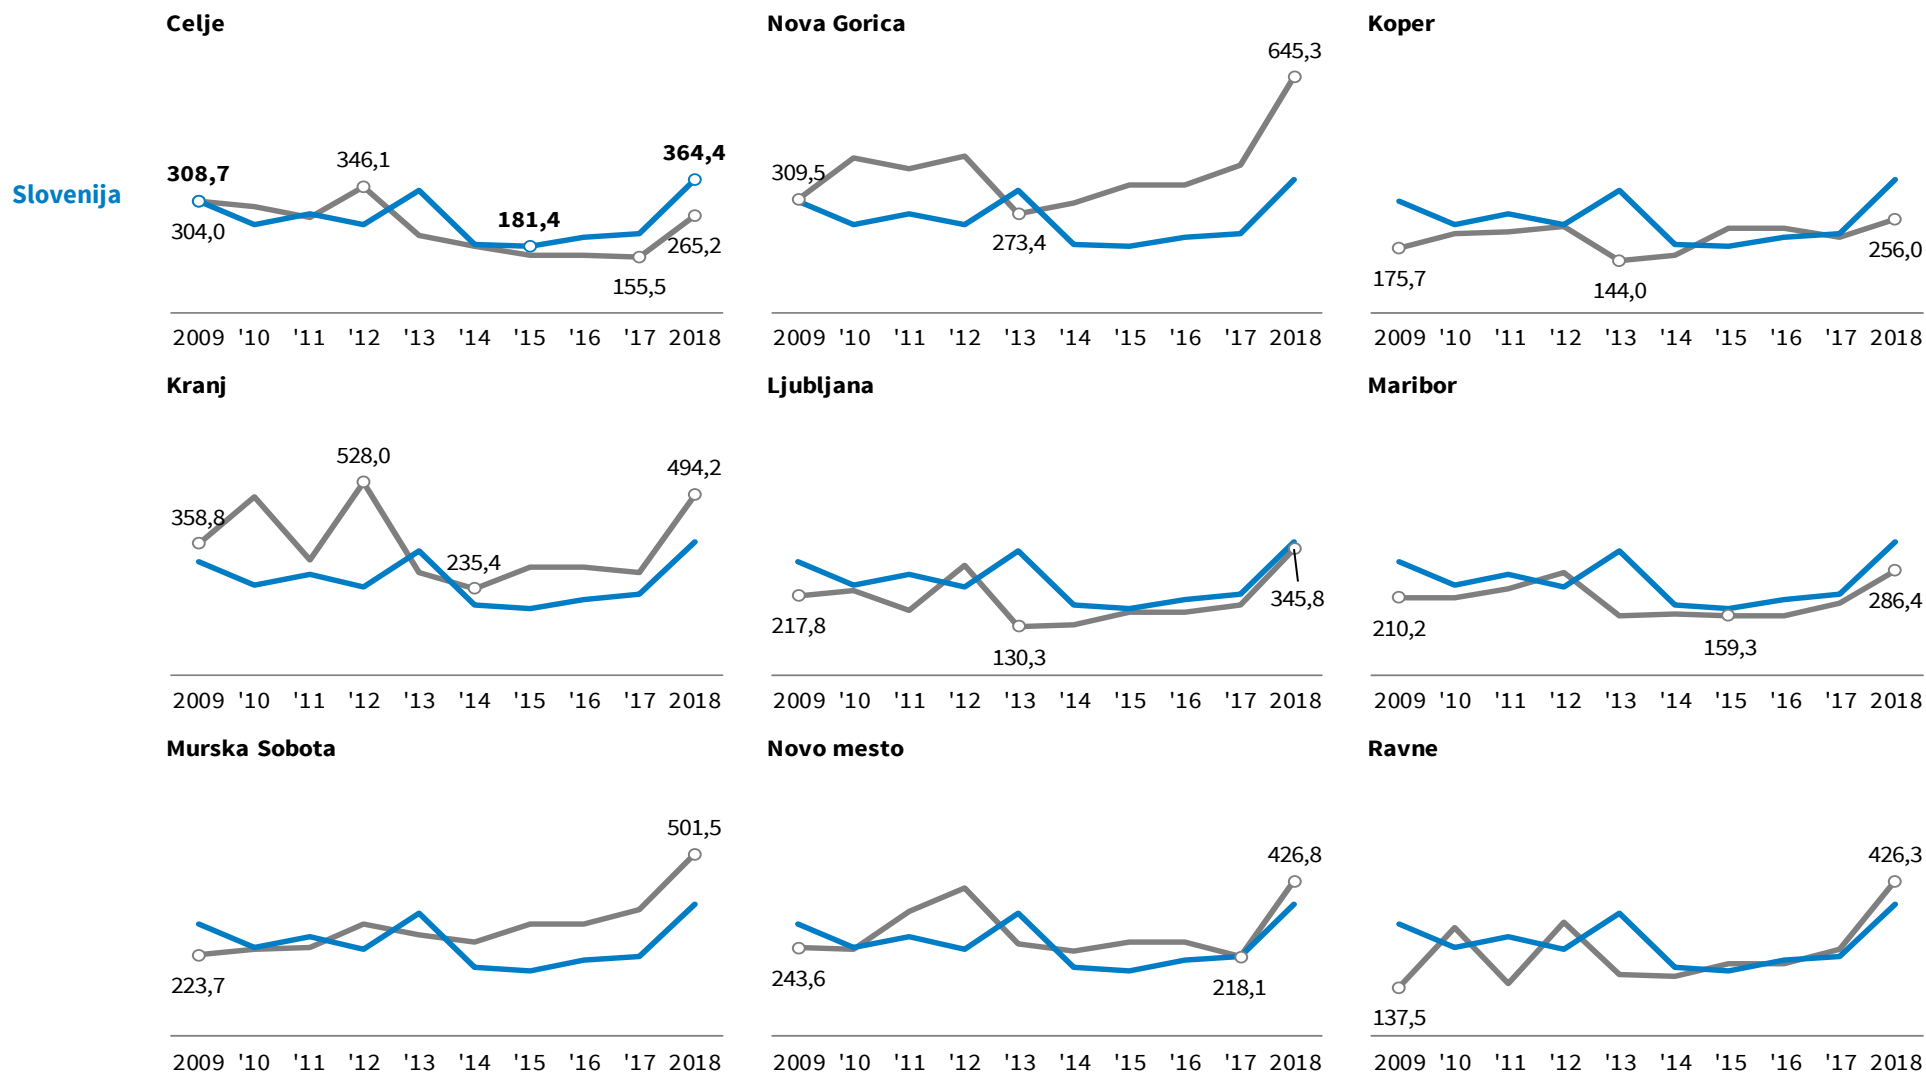 Celje
Nova Gorica
Koper
Slovenija
308,7
304,0
346,1
181,4
155,5
364,4
265,2
309,5
273,4
645,3
175,7
144,0
256,0
2009 '10 '11 '12 '13 '14 '15 '16 '17 2018
2009 '10 '11 '12 '13 '14 '15 '16 '17 2018
2009 '10 '11 '12 '13 '14 '15 '16 '17 2018
Kranj
Ljubljana
Maribor
358,8
528,0
235,4
494,2
217,8
130,3
345,8
210,2
159,3
286,4
2009 '10 '11 '12 '13 '14 '15 '16 '17 2018
2009 '10 '11 '12 '13 '14 '15 '16 '17 2018
2009 '10 '11 '12 '13 '14 '15 '16 '17 2018
Murska Sobota
Novo mesto
Ravne
223,7
501,5
243,6
218,1
426,8
137,5
426,3
2009 '10 '11 '12 '13 '14 '15 '16 '17 2018
2009 '10 '11 '12 '13 '14 '15 '16 '17 2018
2009 '10 '11 '12 '13 '14 '15 '16 '17 2018